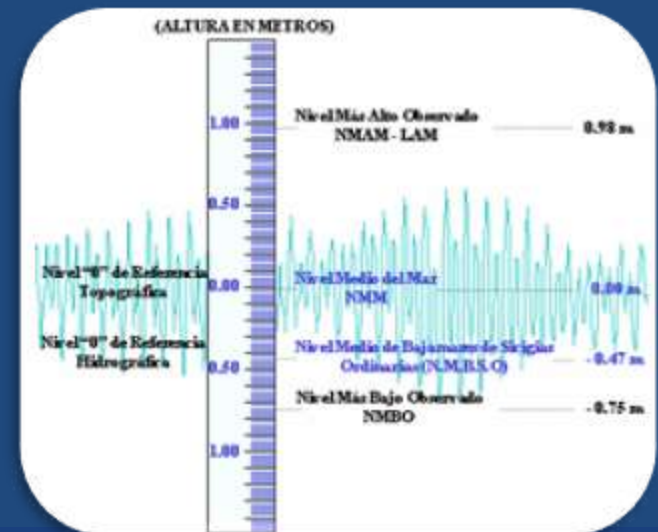 (ALTURA EN METROS)
1.00
Nivel Más Alto Observado
NMAM - LAM
0.98 m
0.50
Nivel "0" de Referencia
Topográfica
0.00
Nivel Medio del Mar
NMM
0.00 m
Nivel "0" de Referencia
Hidrográfica
0.50
Nivel Medio de Bajamares de Sicigias
Ordinarias (N.M.B.S.O)
- 0.47 m
Nivel Más Bajo Observado
NMBO
- 0.75 m
1.00